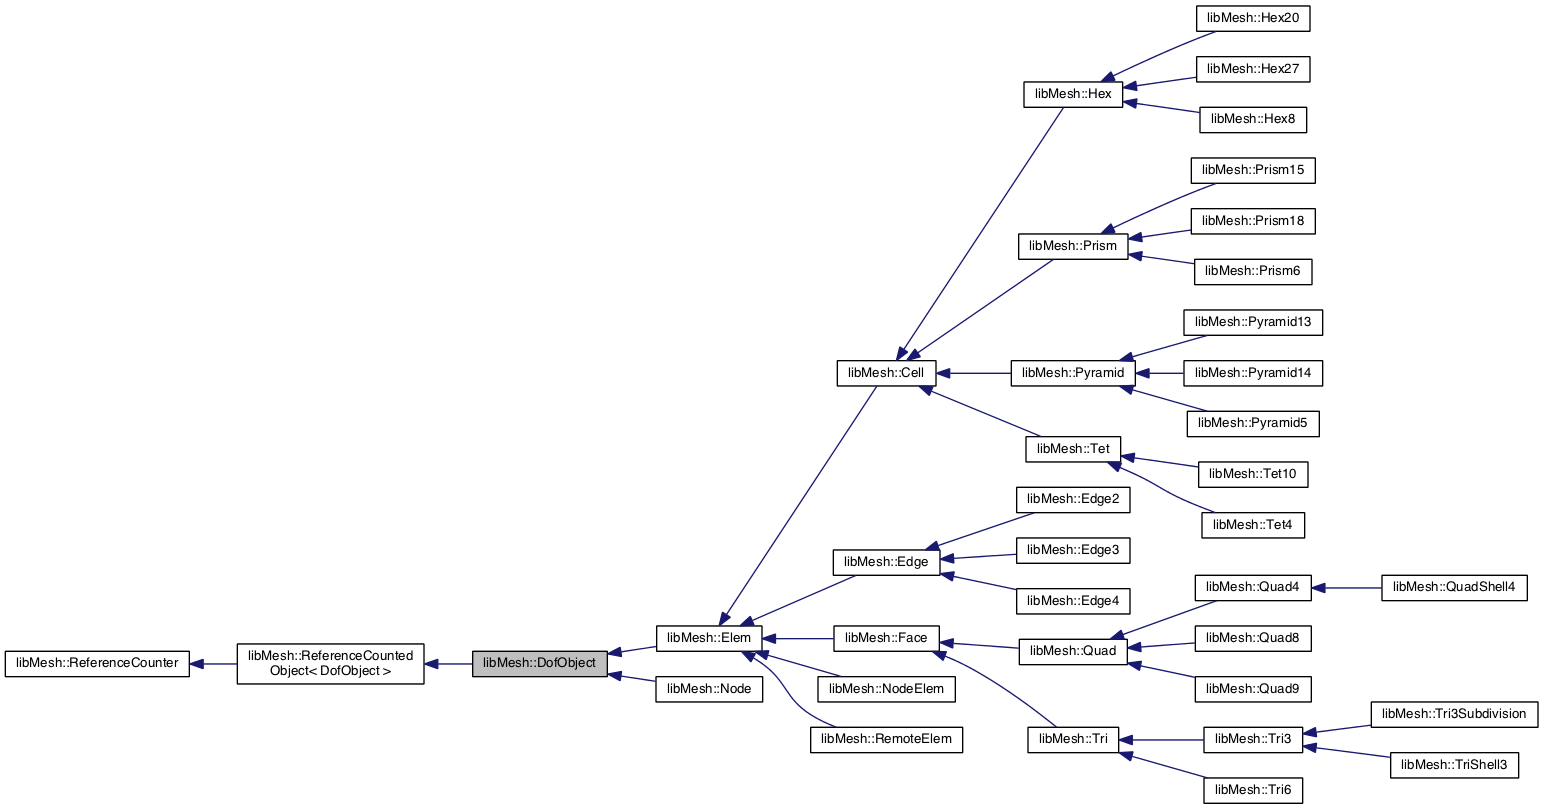 libMesh::Hex20
libMesh::Hex27
libMesh::Hex
libMesh::Hex8
libMesh::Prism15
libMesh::Prism18
libMesh::Prism
libMesh::Prism6
libMesh::Pyramid13
libMesh::Cell
libMesh::Pyramid
libMesh::Pyramid14
libMesh::Pyramid5
libMesh::Tet
libMesh::Tet10
libMesh::Edge2
libMesh::Tet4
libMesh::Edge3
libMesh::Edge
libMesh::Quad4
libMesh::QuadShell4
libMesh::Edge4
libMesh::Elem
libMesh::Face
libMesh::Quad8
libMesh::Quad
libMesh::ReferenceCounter
libMesh::ReferenceCounted
Object< DofObject >
libMesh::DofObject
libMesh::Node
libMesh::NodeElem
libMesh::Quad9
libMesh::Tri3Subdivision
libMesh::RemoteElem
libMesh::Tri
libMesh::Tri3
libMesh::TriShell3
libMesh::Tri6